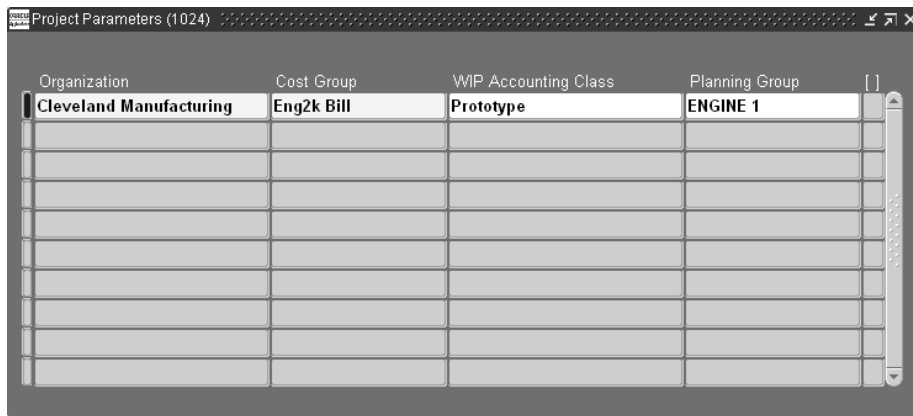 Project Parameters (1024)
Organization Cost Group WIP Accounting Class Planning Group [ ]
Cleveland Manufacturing Eng2k Bill Prototype ENGINE 1